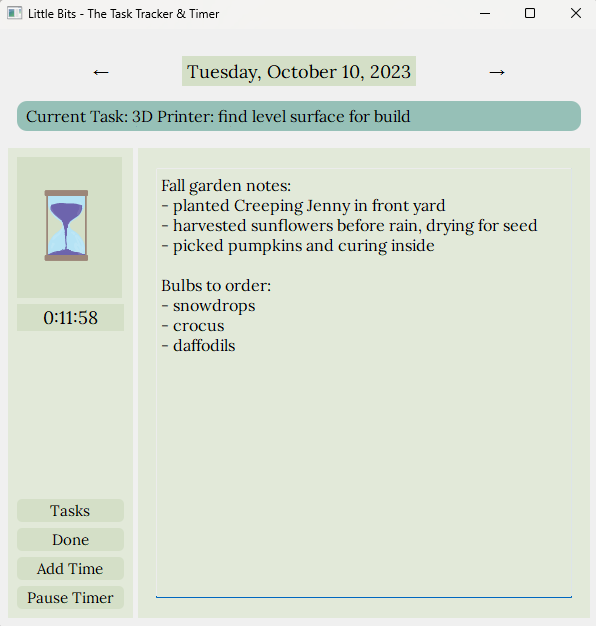 Little Bits - The Task Tracker & Timer
← Tuesday, October 10, 2023 →
Current Task: 3D Printer: find level surface for build
0:11:58
Tasks
Done
Add Time
Pause Timer
Fall garden notes:
- planted Creeping Jenny in front yard
- harvested sunflowers before rain, drying for seed
- picked pumpkins and curing inside
Bulbs to order:
- snowdrops
- crocus
- daffodils